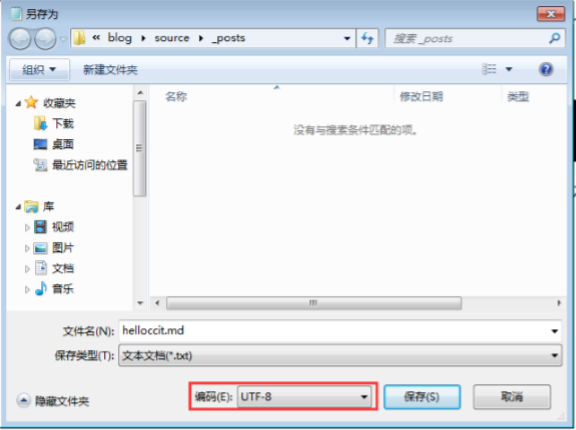 另存为
« blog ▸ source ▸ _posts
搜索 _posts
组织
新建文件夹
收藏夹
下载
桌面
最近访问的位置
库
视频
图片
文档
音乐
名称 修改日期 类型
没有与搜索条件匹配的项。
文件名(N): helloccit.md
保存类型(T): 文本文档(*.txt)
隐藏文件夹 编码(E): UTF-8 保存(S) 取消